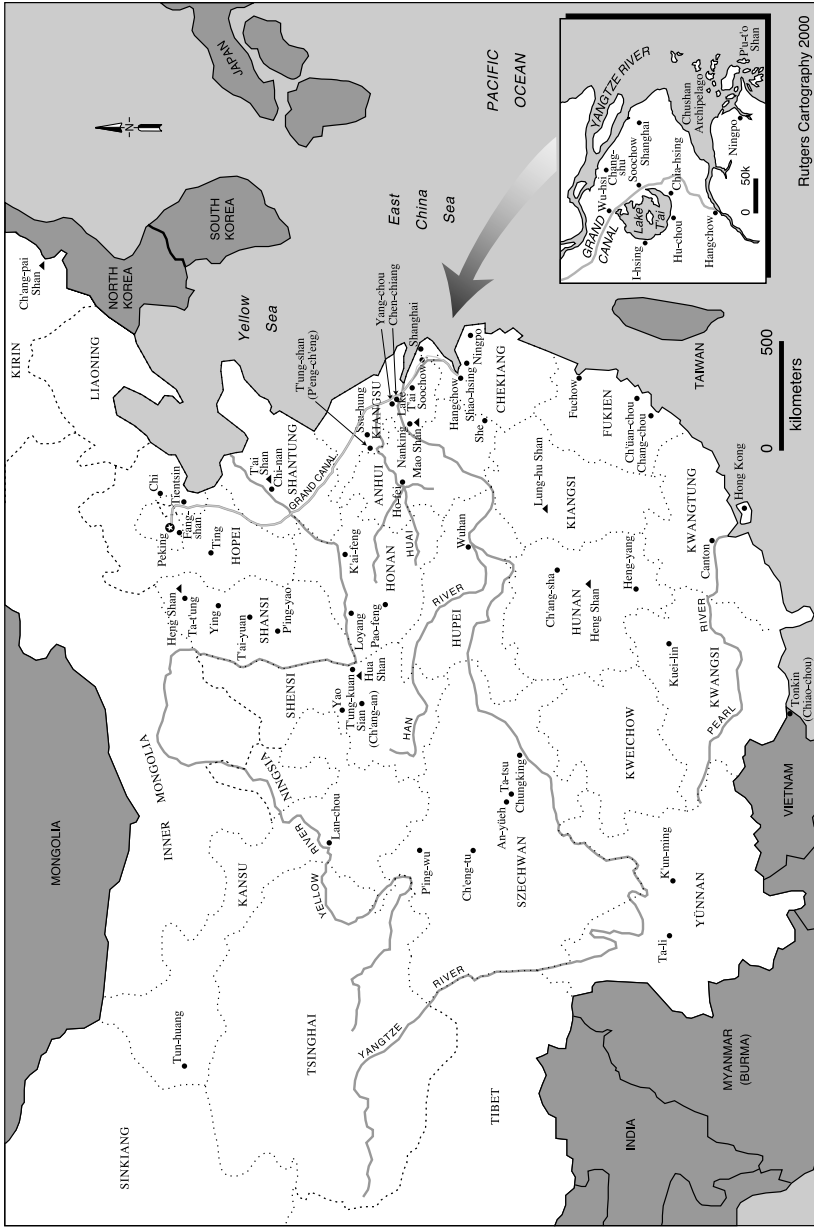 MONGOLIA
SINKIANG
Tun-huang
INNER
MONGOLIA
KANSU
NINGSIA
YELLOW
RIVER
Lan-chou
TSINGHAI
YANGTZE
RIVER
TIBET
P'ing-wu
Ch'eng-tu
SZECHWAN
An-yüeh
Ta-tsu
Chungking
KIRIN
LIAONING
Ch'ang-pai
Shan
NORTH
KOREA
SOUTH
KOREA
JAPAN
-N-
Yellow
Sea
East
China
Sea
PACIFIC
OCEAN
Peking
Chi
Tientsin
Fang-
shan
Ting
HOPEI
Heng Shan
Ta-t'ung
Ying
T'ai-yuan
SHANSI
P'ing-yao
T'ai
Shan
Chi-nan
SHANTUNG
GRAND CANAL
SHENSI
Yao
T'ung-kuan
Sian
(Ch'ang-an)
Hua
Shan
Loyang
Pao-feng
K'ai-feng
HONAN
HUAI
HAN
RIVER
HUPEI
Wuhan
T'ung-shan
(P'eng-ch'eng)
Ssu-hung
KIANGSU
ANHUI
Ho-fei
Nanking
Mao Shan
Yang-chou
Chen-chiang
Lake
T'ai
Soochow
Shanghai
Hangchow
Shao-hsing
Ningpo
She
CHEKIANG
Lung-hu Shan
KIANGSI
Ch'ang-sha
HUNAN
Heng Shan
Heng-yang
Fuchow
FUKIEN
Ch'üan-chou
Chang-chou
TAIWAN
KWEICHOW
Kuei-lin
KWANGSI
KWANGTUNG
Canton
Hong Kong
PEARL
RIVER
Tonkin
(Chiao-chou)
VIETNAM
K'un-ming
YÜNNAN
Ta-li
MYANMAR
(BURMA)
INDIA
0 500
kilometers
YANGTZE RIVER
GRAND
CANAL
Wu-hsi
Chang-
shu
Soochow
Shanghai
Lake
T'ai
I-hsing
Hu-chou
Chia-hsing
Hangchow
Chushan
Archipelago
P'u-t'o
Shan
Ningpo
0 50k
Rutgers Cartography 2000